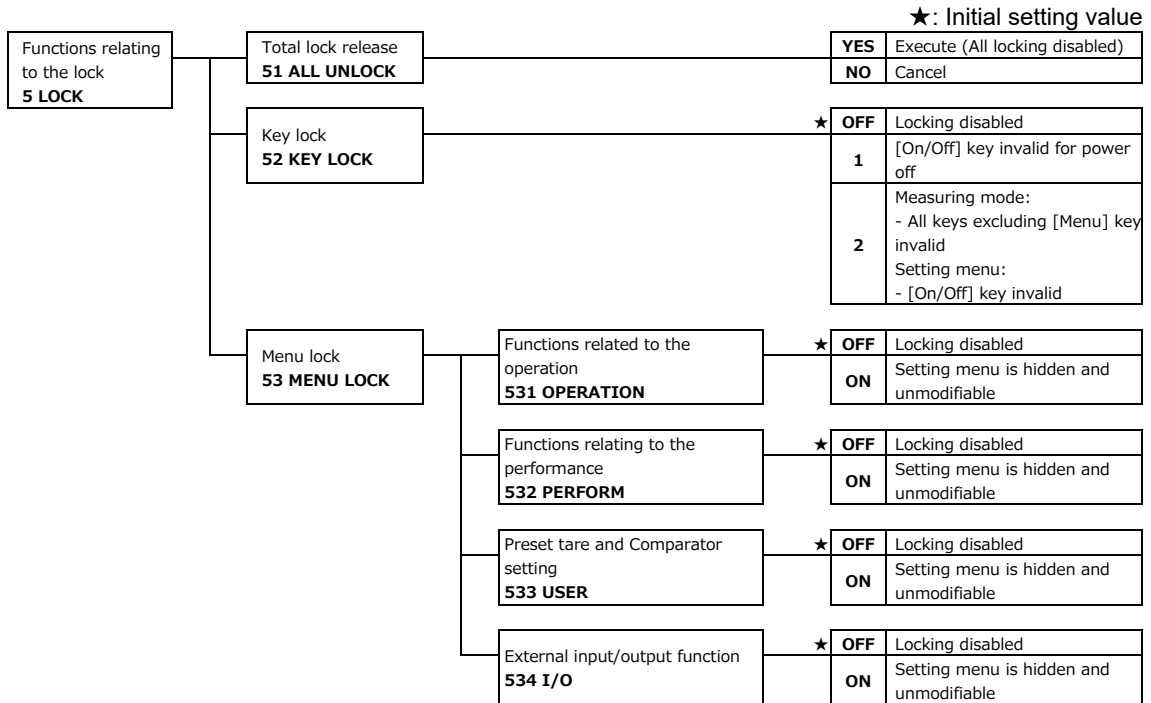 ★: Initial setting value
Functions relating
to the lock
5 LOCK
Total lock release
51 ALL UNLOCK
YES Execute (All locking disabled)
NO Cancel
Key lock
52 KEY LOCK
★ OFF Locking disabled
1 [On/Off] key invalid for power
off
2 Measuring mode:
- All keys excluding [Menu] key
invalid
Setting menu:
- [On/Off] key invalid
Menu lock
53 MENU LOCK
Functions related to the
operation
531 OPERATION
★ OFF Locking disabled
ON Setting menu is hidden and
unmodifiable
Functions relating to the
performance
532 PERFORM
★ OFF Locking disabled
ON Setting menu is hidden and
unmodifiable
Preset tare and Comparator
setting
533 USER
★ OFF Locking disabled
ON Setting menu is hidden and
unmodifiable
External input/output function
534 I/O
★ OFF Locking disabled
ON Setting menu is hidden and
unmodifiable